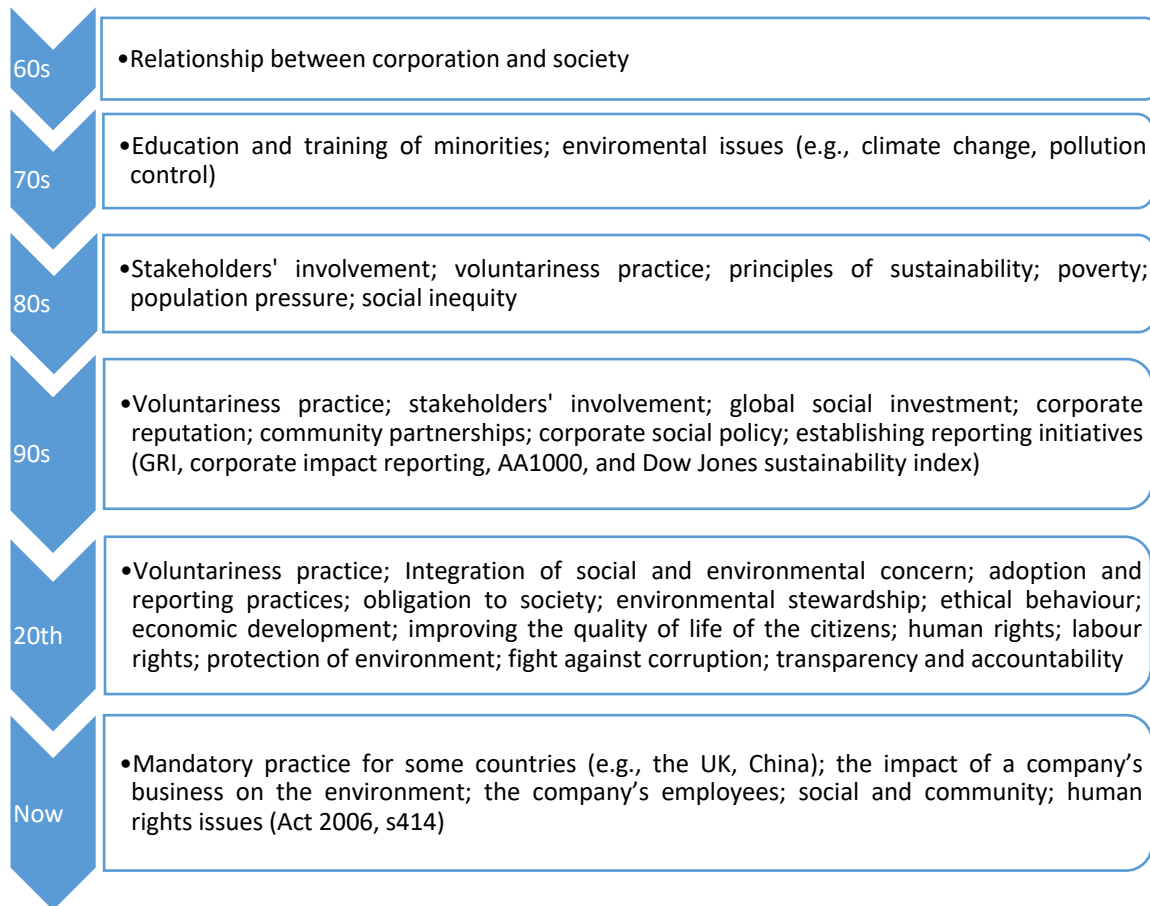 60s
•Relationship between corporation and society
70s
•Education and training of minorities; enviromental issues (e.g., climate change, pollution
control)
80s
•Stakeholders' involvement; voluntariness practice; principles of sustainability; poverty;
population pressure; social inequity
90s
•Voluntariness practice; stakeholders' involvement; global social investment; corporate
reputation; community partnerships; corporate social policy; establishing reporting initiatives
(GRI, corporate impact reporting, AA1000, and Dow Jones sustainability index)
20th
•Voluntariness practice; Integration of social and environmental concern; adoption and
reporting practices; obligation to society; environmental stewardship; ethical behaviour;
economic development; improving the quality of life of the citizens; human rights; labour
rights; protection of environment; fight against corruption; transparency and accountability
Now
•Mandatory practice for some countries (e.g., the UK, China); the impact of a company’s
business on the environment; the company’s employees; social and community; human
rights issues (Act 2006, s414)